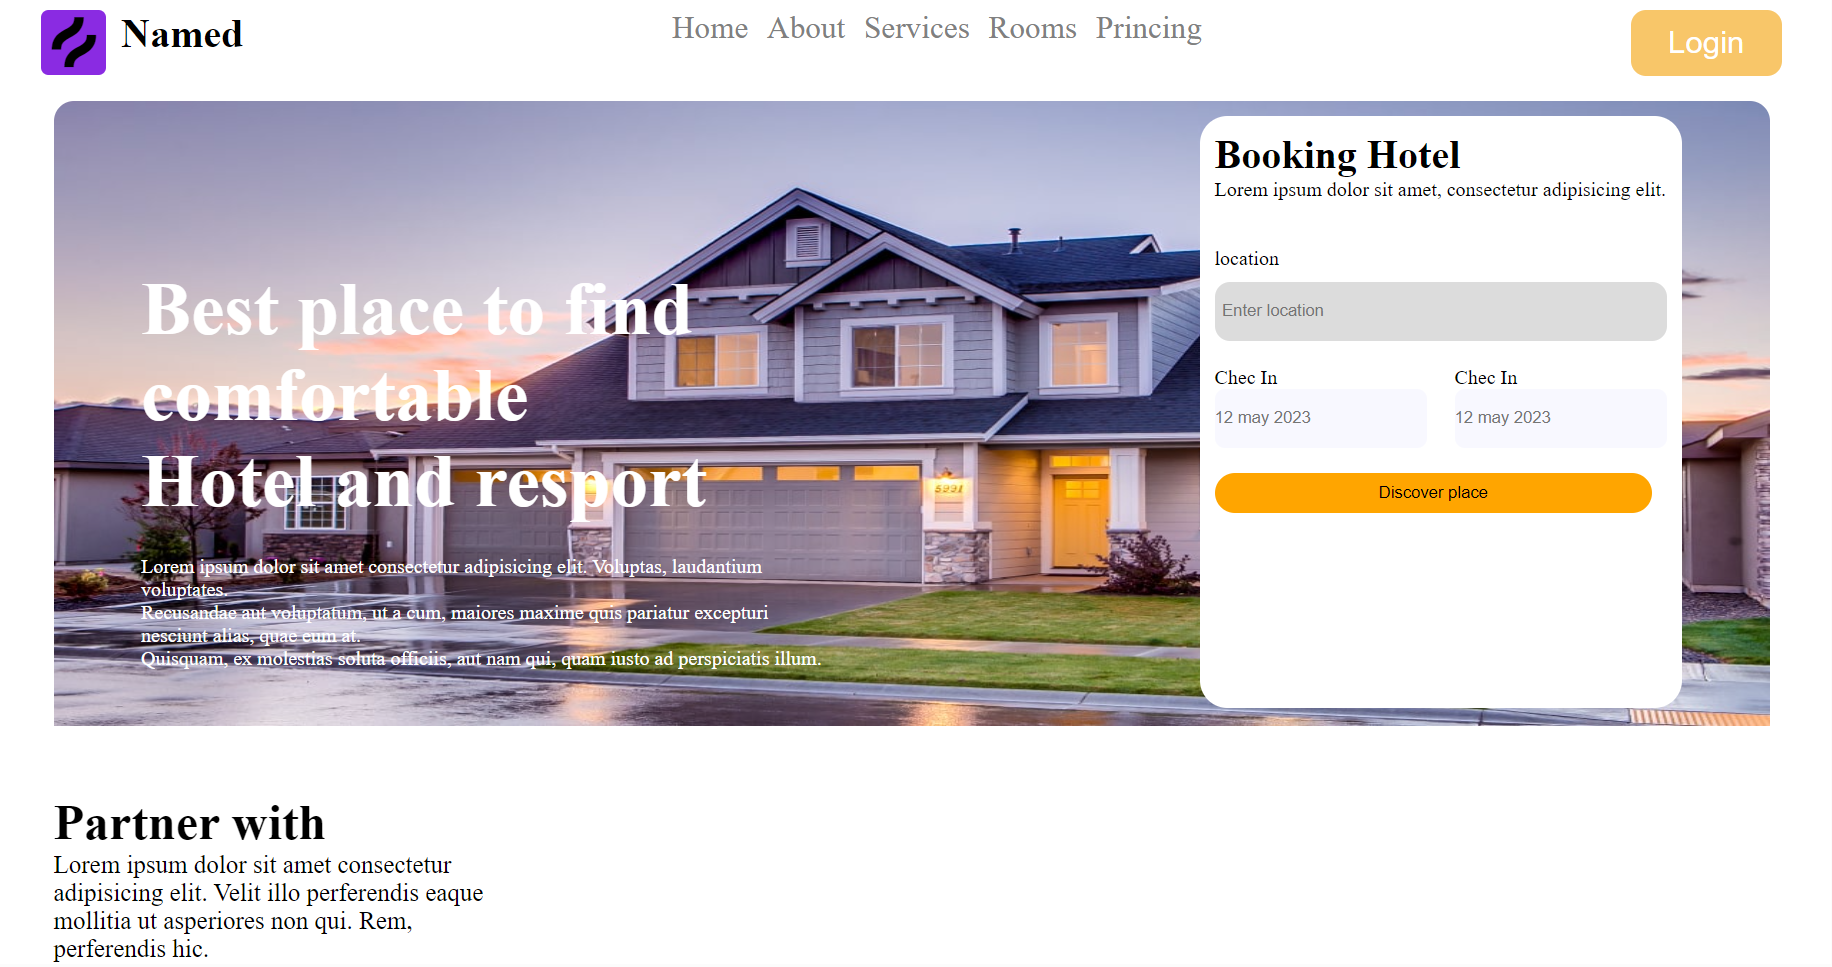 Named
Home About Services Rooms Princing
Login
Best place to find
comfortable
Hotel and resport
Lorem ipsum dolor sit amet consectetur adipisicing elit. Voluptas, laudantium
voluptates.
Recusandae aut voluptatum, ut a cum, maiores maxime quis pariatur excepturi
nesciunt alias, quae eum at.
Quisquam, ex molestias soluta officiis, aut nam qui, quam iusto ad perspiciatis illum.
5991
Booking Hotel
Lorem ipsum dolor sit amet, consectetur adipisicing elit.
location
Enter location
Chec In Chec In
12 may 2023 12 may 2023
Discover place
Partner with
Lorem ipsum dolor sit amet consectetur
adipisicing elit. Velit illo perferendis eaque
mollitia ut asperiores non qui. Rem,
perferendis hic.